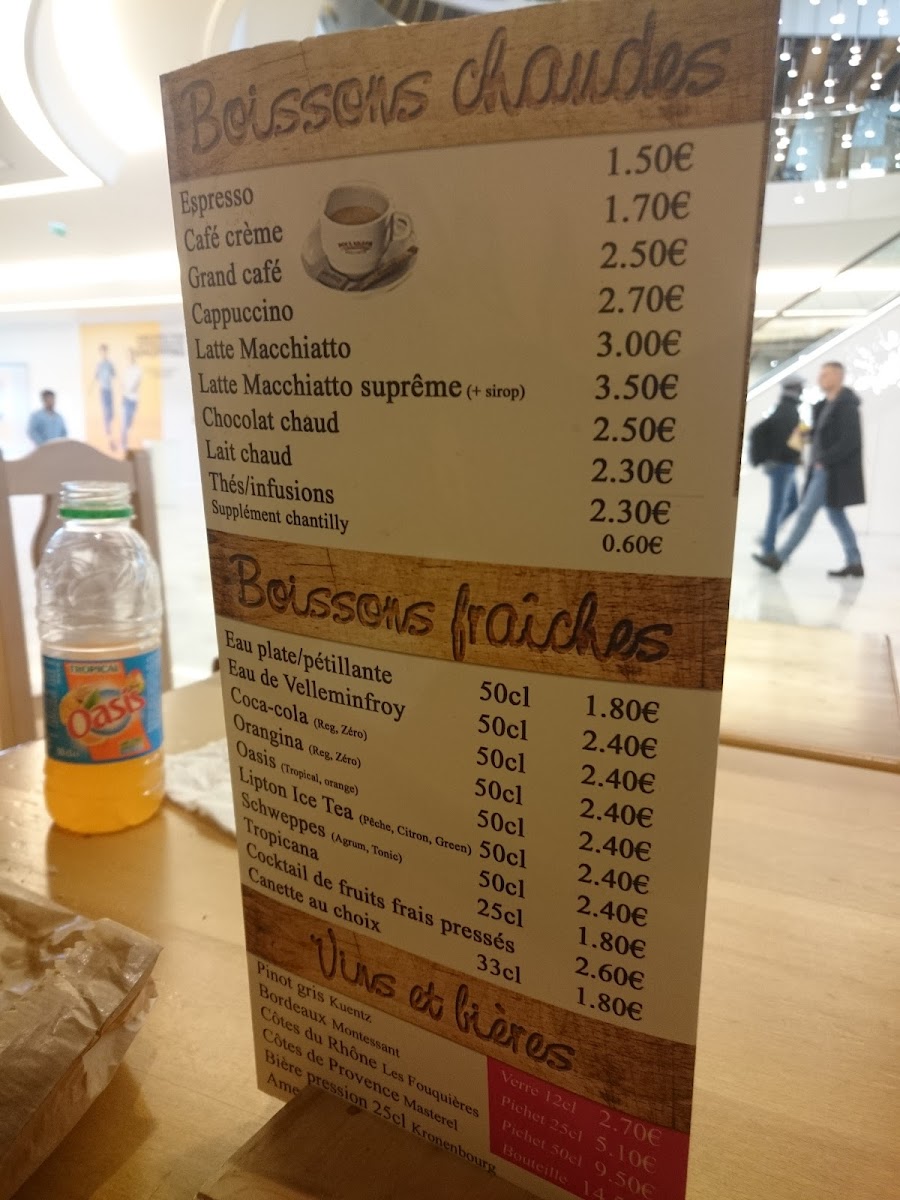 Boissons chaudes
Espresso 1.50€
Café crème 1.70€
Grand café 2.50€
Cappuccino 2.70€
Latte Macchiatto 3.00€
Latte Macchiatto suprême (+ sirop) 3.50€
Chocolat chaud 2.50€
Lait chaud 2.30€
Thés/infusions 2.30€
Supplément chantilly 0.60€
Boissons fraîches
Eau plate/pétillante 50cl 1.80€
Eau de Velleminfroy 50cl 2.40€
Coca-cola (Reg, Zéro) 50cl 2.40€
Orangina (Reg, Zéro) 50cl 2.40€
Oasis (Tropical, orange) 50cl 2.40€
Lipton Ice Tea (Pêche, Citron, Green) 50cl 2.40€
Schweppes (Agrum, Tonic) 50cl 2.40€
Tropicana 25cl 1.80€
Cocktail de fruits frais pressés 2.60€
Canette au choix 33cl 1.80€
Vins et bières
Pinot gris Kuentz
Bordeaux Montessant
Côtes du Rhône Les Fouquières
Côtes de Provence Masterel
Bière pression 25cl Kronenbourg
Verre 12cl 2.70€
Pichet 25cl 5.10€
Pichet 50cl 9.50€
Bouteille
TROPICAL
Oasis